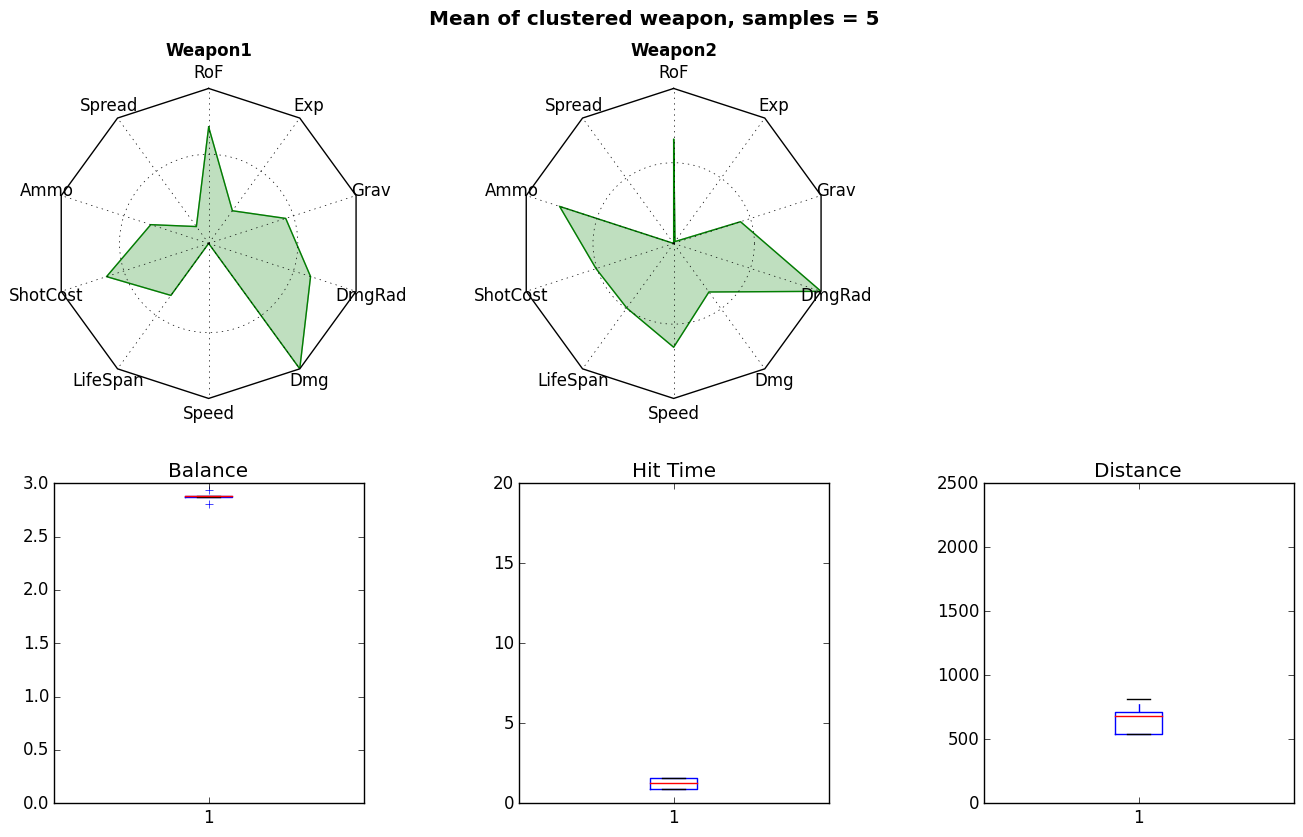 Mean of clustered weapon, samples = 5
Weapon1
RoF
Spread
Exp
Ammo
Grav
ShotCost
DmgRad
LifeSpan
Dmg
Speed
Weapon2
RoF
Spread
Exp
Ammo
Grav
ShotCost
DmgRad
LifeSpan
Dmg
Speed
Balance
3.0
2.5
2.0
1.5
1.0
0.5
0.0
1
Hit Time
20
15
10
5
0
1
Distance
2500
2000
1500
1000
500
0
1